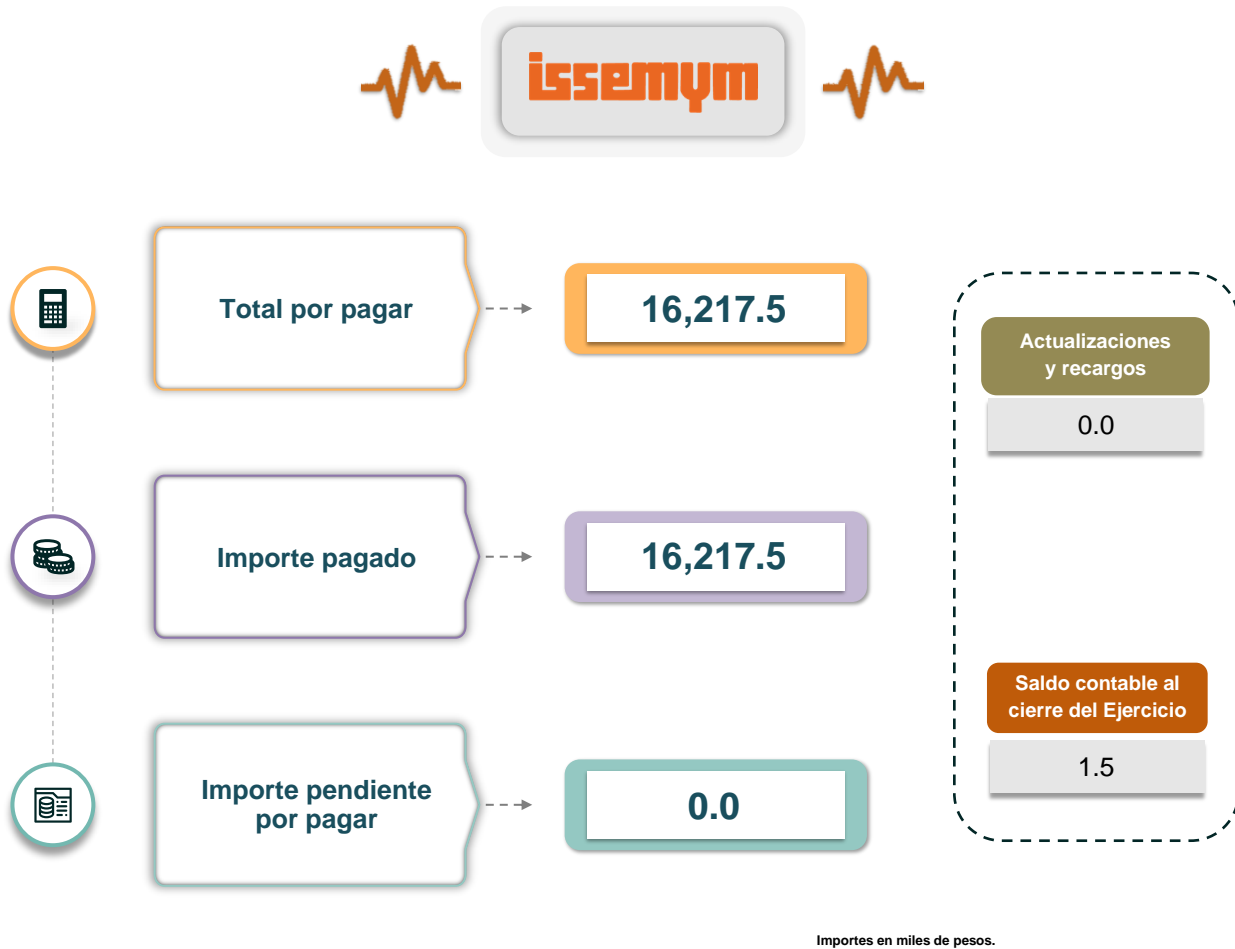 issemym
Total por pagar
16,217.5
Actualizaciones
y recargos
0.0
Importe pagado
16,217.5
Saldo contable al
cierre del Ejercicio
1.5
Importe pendiente
por pagar
0.0
Importes en miles de pesos.